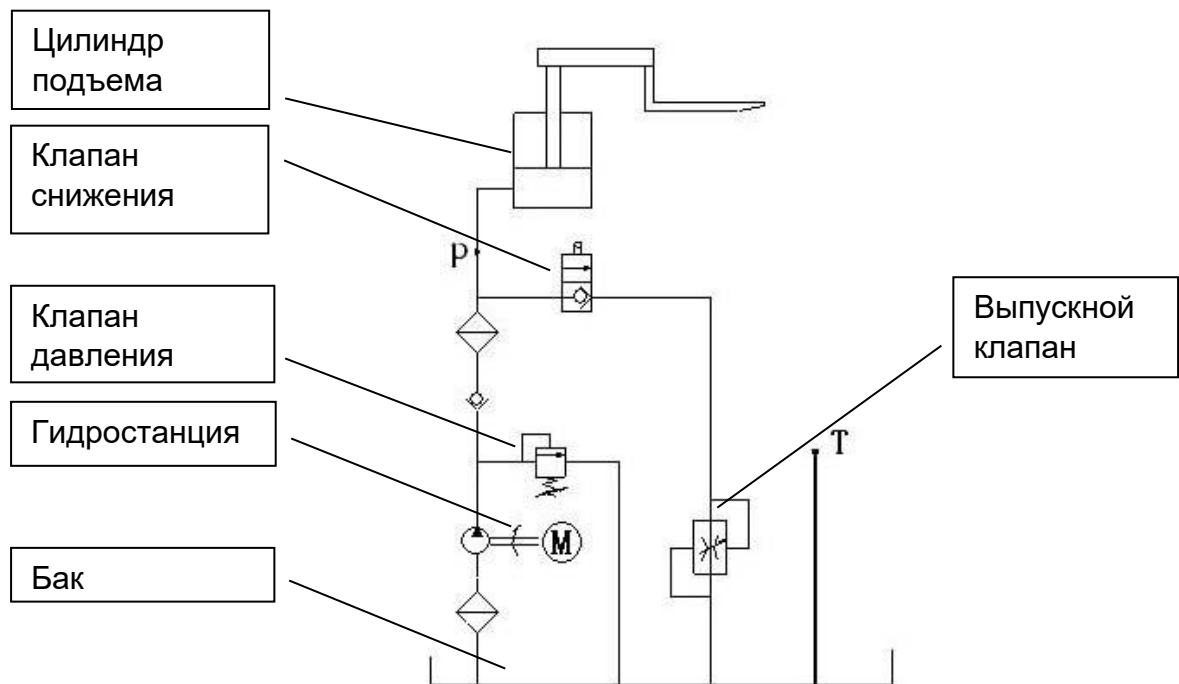 Цилиндр
подъема
Клапан
снижения
P
Клапан
давления
Выпускной
клапан
Гидростанция
T
M
Бак